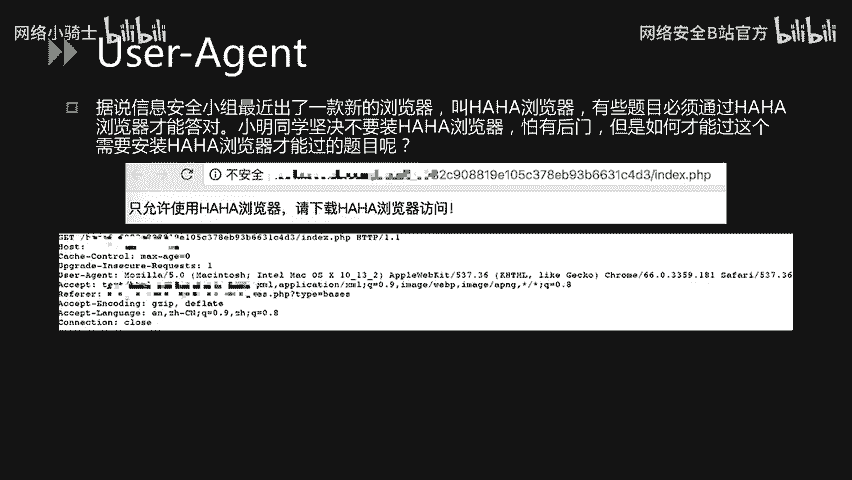 网络小骑士 bilibili
网络安全B站官方 bilibili
User-Agent
据说信息安全小组最近出了一款新的浏览器，叫HAHA浏览器，有些题目必须通过HAHA
浏览器才能答对。小明同学坚决不要装HAHA浏览器，怕有后门，但是如何才能过这个
需要安装HAHA浏览器才能过的题目呢？
不安全 32c908819e105c378eb93b6631c4d3/index.php
只允许使用HAHA浏览器，请下载HAHA浏览器访问！
GET 19e105c378eb93b6631c4d3/index.php HTTP/1.1
Host:
Cache-Control: max-age=0
Upgrade-Insecure-Requests: 1
User-Agent: Mozilla/5.0 (Macintosh; Intel Mac OS X 10_13_2) AppleWebKit/537.36 (KHTML, like Gecko) Chrome/66.0.3359.181 Safari/537.36
Accept: xml,application/xml;q=0.9,image/webp,image/apng,*/*;q=0.8
Referer: .php?type=bases
Accept-Encoding: gzip, deflate
Accept-Language: en,zh-CN;q=0.9,zh;q=0.8
Connection: close